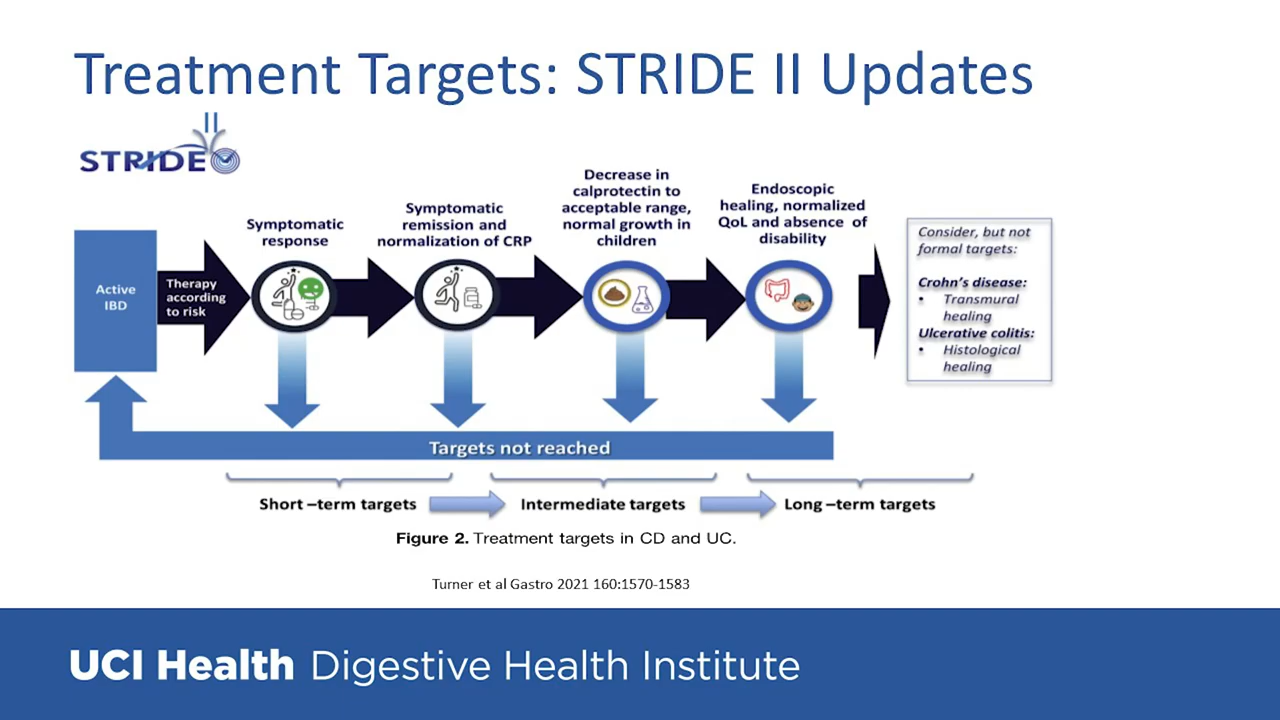 Treatment Targets: STRIDE II Updates
II
STRIDE
Active
IBD
Therapy
according
to risk
Symptomatic
response
Symptomatic
remission and
normalization of CRP
Decrease in
calprotectin to
acceptable range,
normal growth in
children
Endoscopic
healing, normalized
QoL and absence of
disability
Consider, but not
formal targets:
Crohn's disease:
• Transmural
healing
Ulcerative colitis:
• Histological
healing
Targets not reached
Short –term targets
Intermediate targets
Long –term targets
Figure 2. Treatment targets in CD and UC.
Turner et al Gastro 2021 160:1570-1583
UCI Health Digestive Health Institute